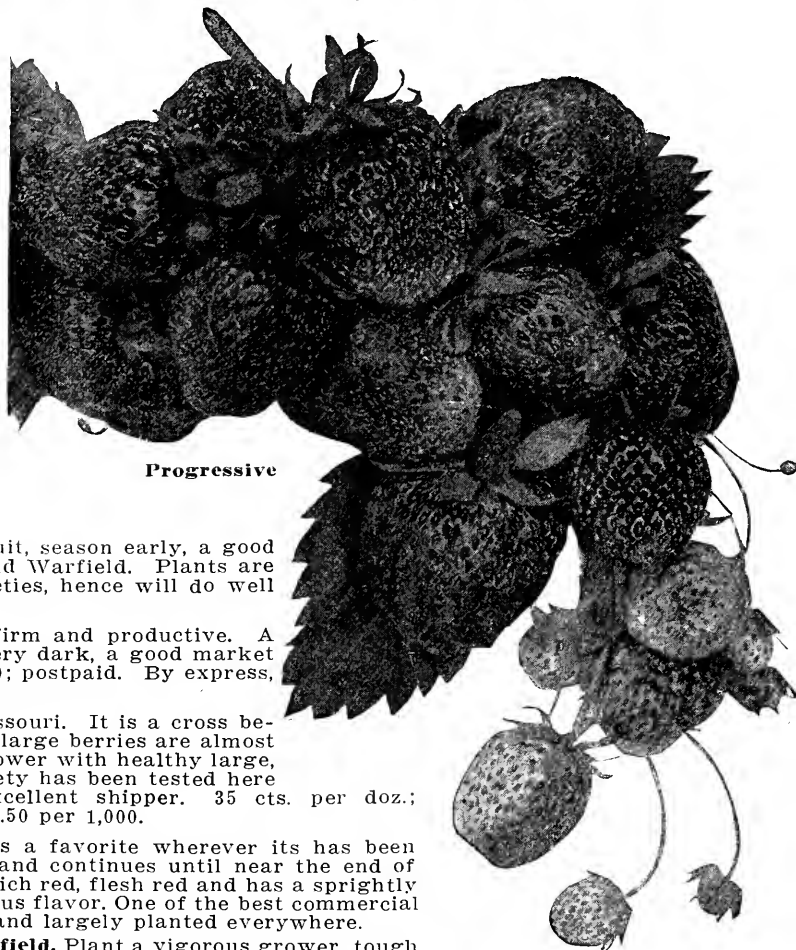 Progressive
uit, season early, a good
d Warfield. Plants are
eties, hence will do well
firm and productive. A
ery dark, a good market
; postpaid. By express,
ssouri. It is a cross be-
large berries are almost
ower with healthy large,
ety has been tested here
xcellent shipper. 35 cts. per doz.;
.50 per 1,000.
s a favorite wherever its has been
and continues until near the end of
ich red, flesh red and has a sprightly
us flavor. One of the best commercial
and largely planted everywhere.
field. Plant a vigorous grower, tough